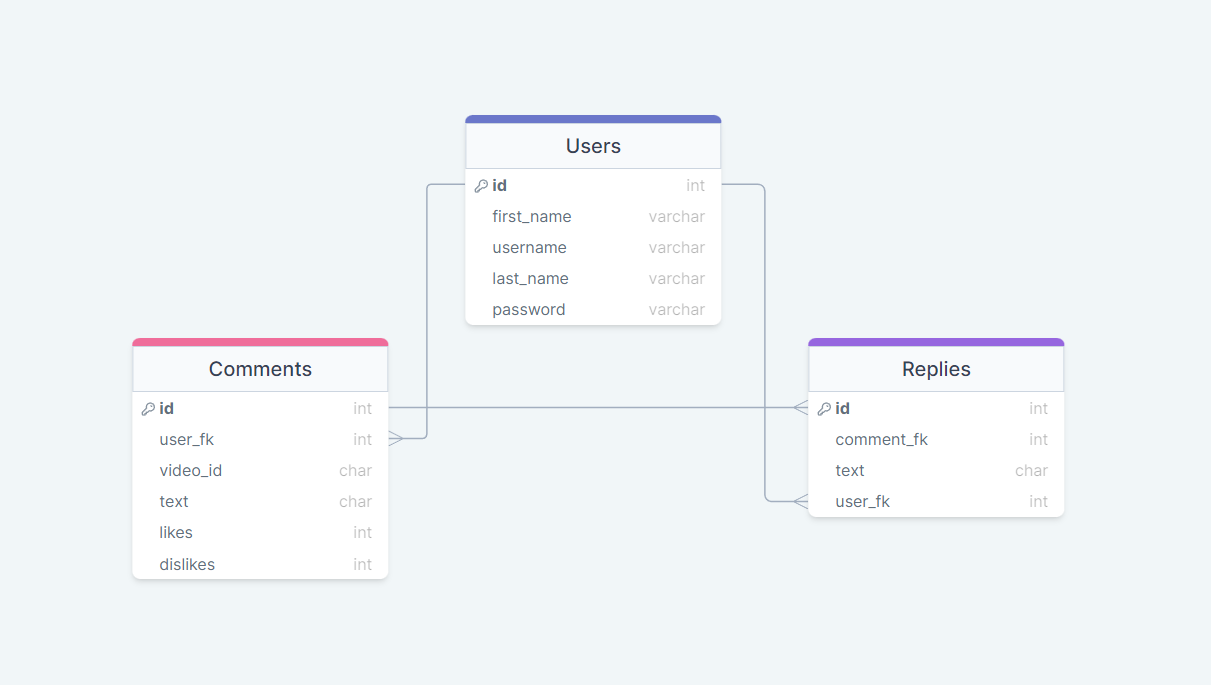 Users
id int
first_name varchar
username varchar
last_name varchar
password varchar
Comments
id int
user_fk int
video_id char
text char
likes int
dislikes int
Replies
id int
comment_fk int
text char
user_fk int